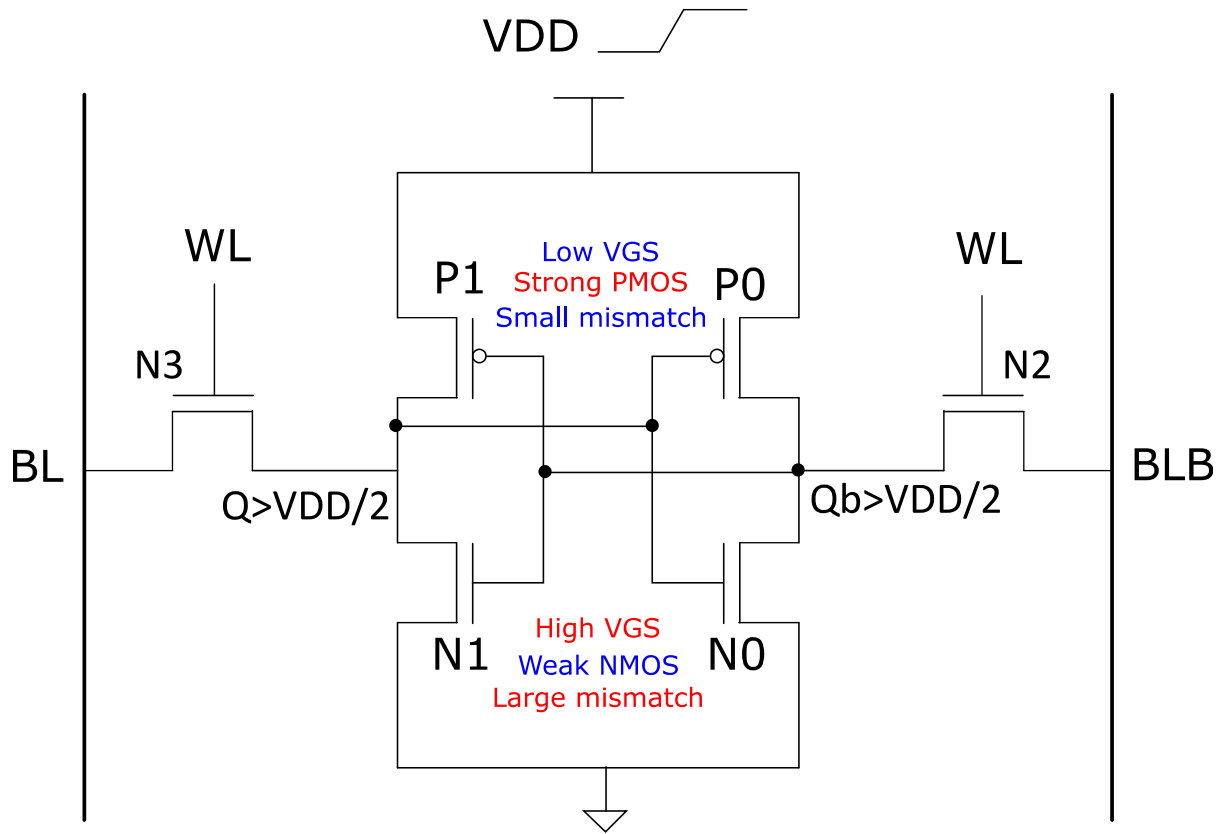 VDD
WL
WL
Low VGS
P1
Strong PMOS
P0
Small mismatch
N3
N2
BL
BLB
Q>VDD/2
Qb>VDD/2
High VGS
N1
Weak NMOS
N0
Large mismatch